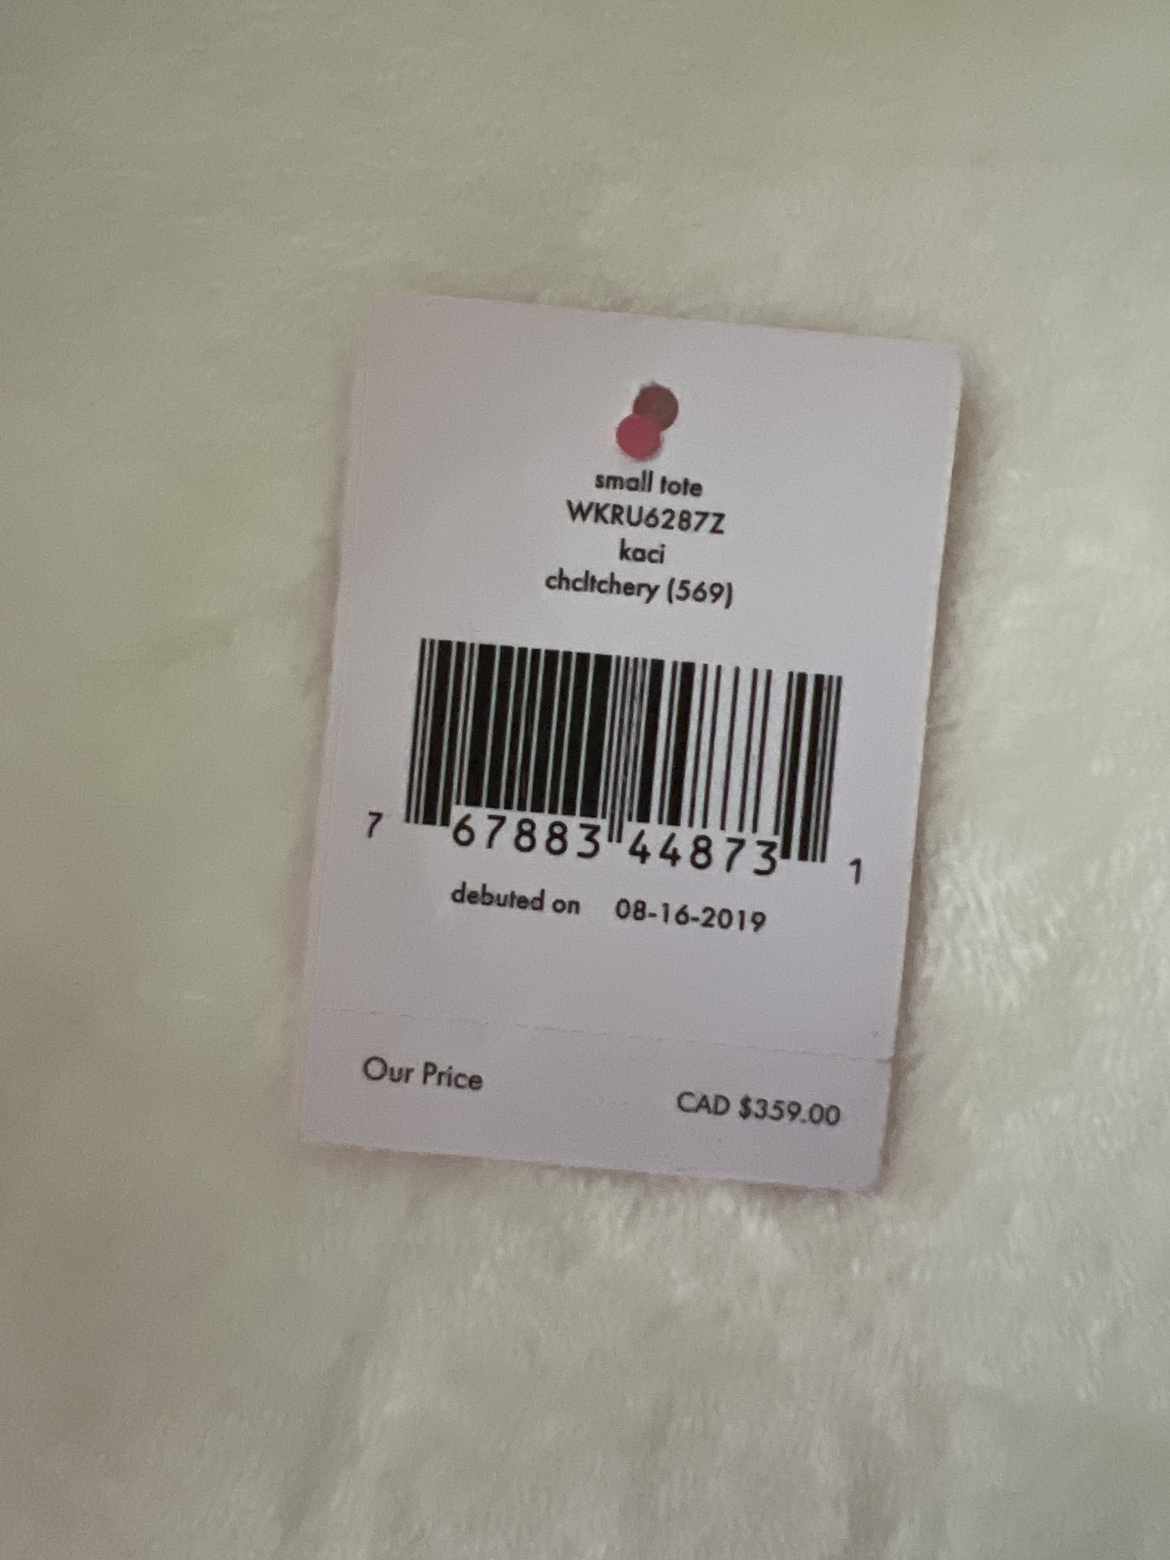 small tote
WKRU6287Z
kaci
chcltchery (569)
7 67883 44873 1
debuted on 08-16-2019
Our Price CAD $359.00